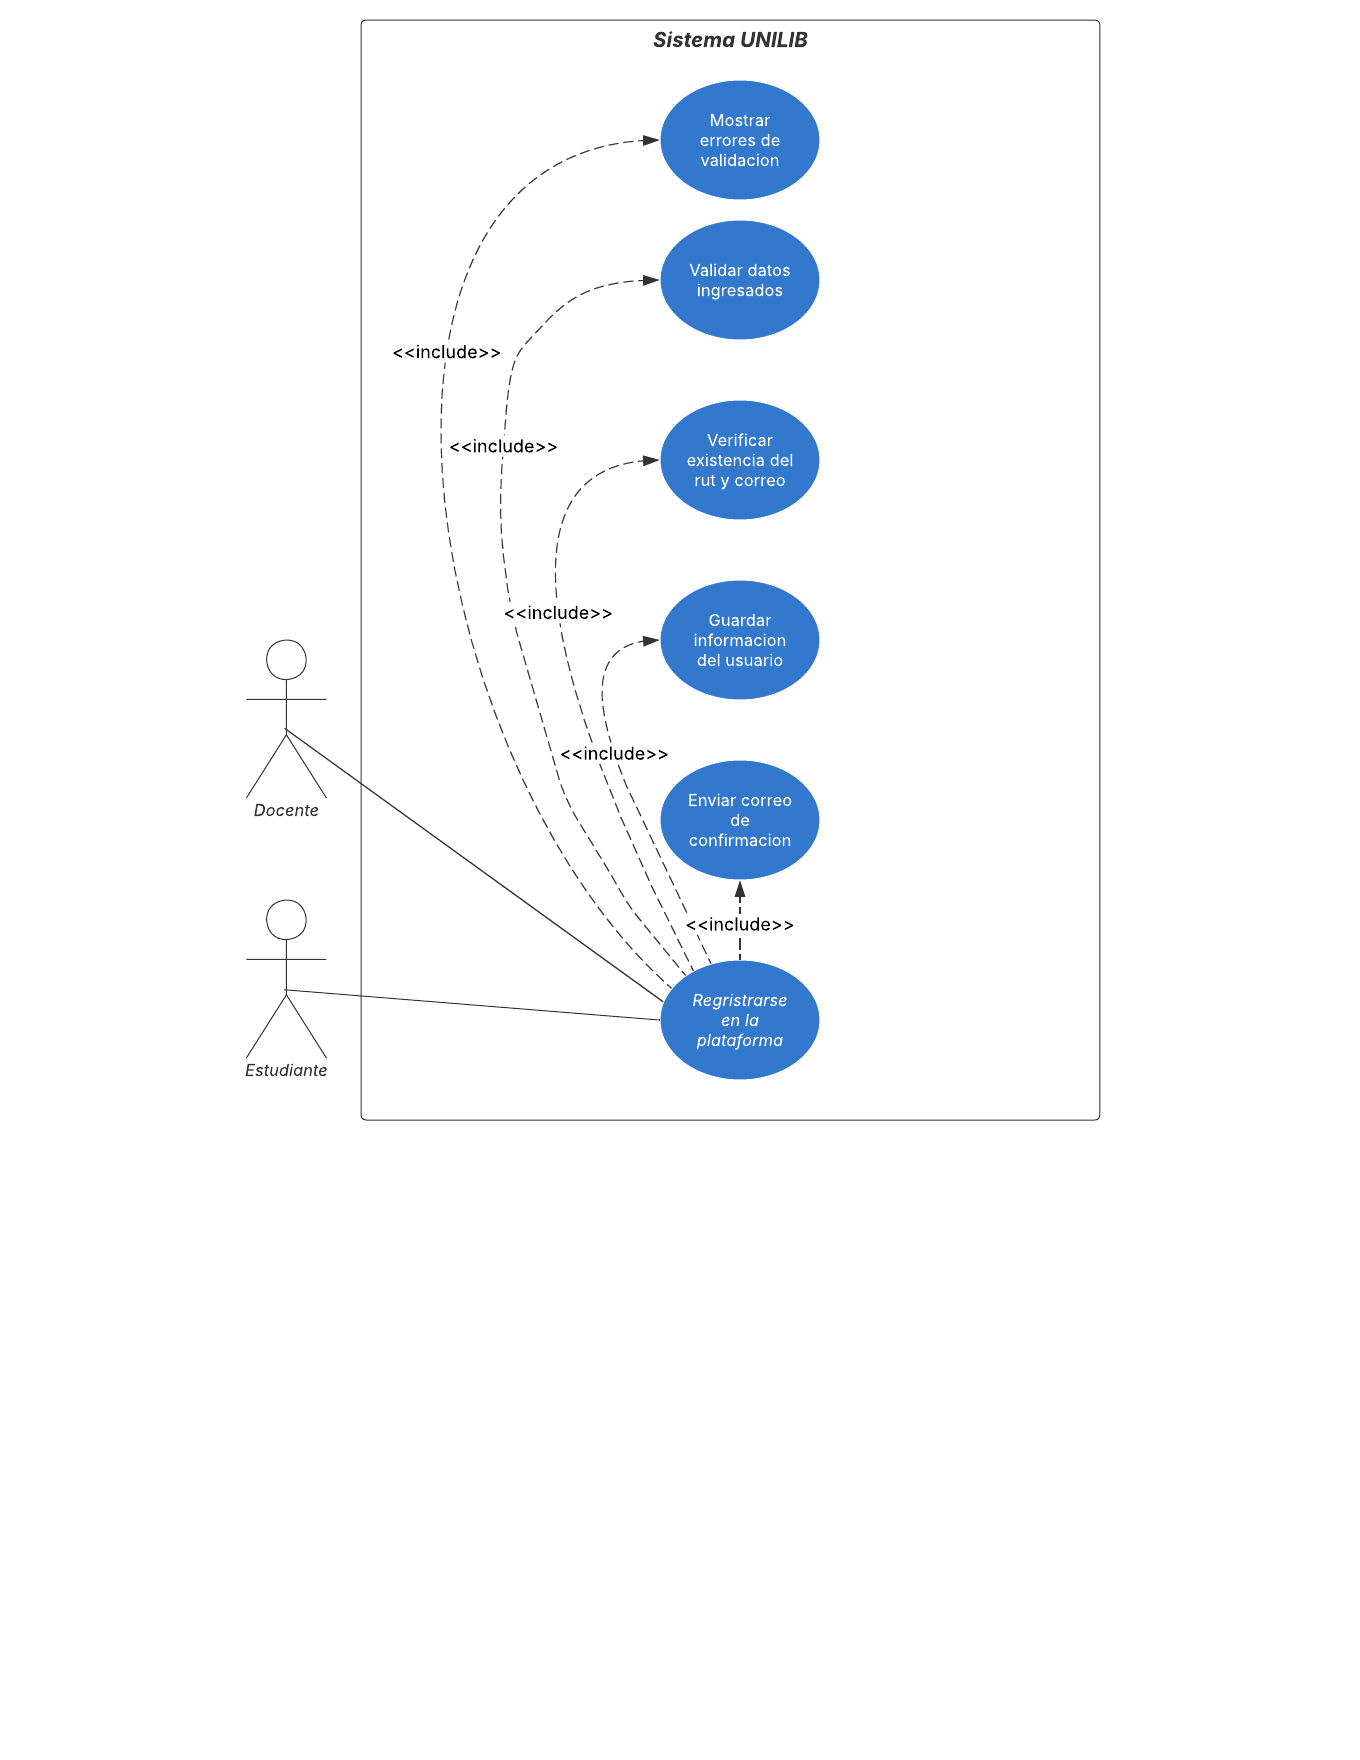 Sistema UNILIB
Mostrar
errores de
validacion
Validar datos
ingresados
<<include>>
<<include>>
Verificar
existencia del
rut y correo
<<include>>
Guardar
informacion
del usuario
<<include>>
Docente
Enviar correo
de
confirmacion
<<include>>
Regristrarse
en la
plataforma
Estudiante